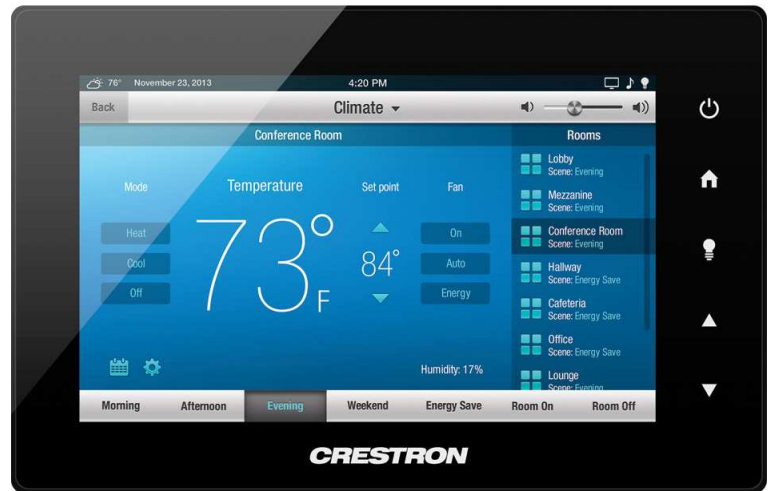 76° November 23, 2013 4:20 PM
Back Climate
Conference Room Rooms
Mode Temperature Set point Fan
Heat
Cool
Off
73°F
84°
On
Auto
Energy
Humidity: 17%
Lobby
Scene: Evening
Mezzanine
Scene: Evening
Conference Room
Scene: Evening
Hallway
Scene: Energy Save
Cafeteria
Scene: Energy Save
Office
Scene: Energy Save
Lounge
Scene: Evening
Morning Afternoon Evening Weekend Energy Save Room On Room Off
CRESTRON